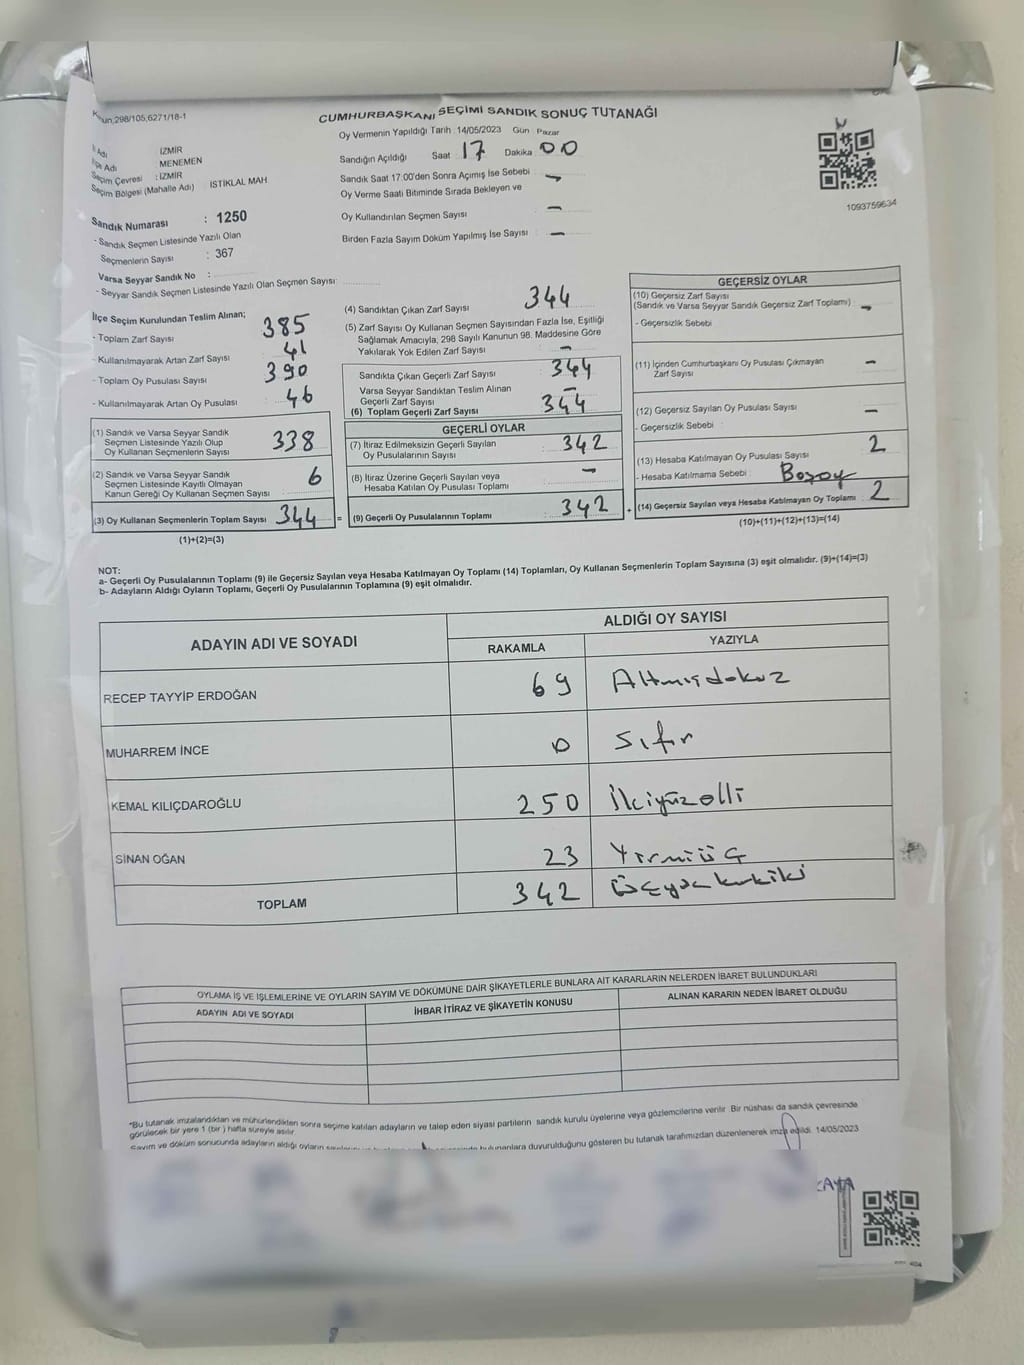 CUMHURBAŞKANI SEÇİMİ SANDIK SONUÇ TUTANAĞI
Oy Vermenin Yapıldığı Tarih :14/05/2023 Gün : Pazar
Sandığın Açıldığı Saat 17 Dakika 00
Sandık Saat 17:00'den Sonra Açımış İse Sebebi : -
Oy Verme Saati Bitiminde Sırada Bekleyen ve
Oy Kullandırılan Seçmen Sayısı : -
Birden Fazla Sayım Döküm Yapılmış İse Sayısı : -
1093759634
İl Adı : İZMİR
İlçe Adı : MENEMEN
Seçim Çevresi : İZMİR
Seçim Bölgesi (Mahalle Adı) : İSTİKLAL MAH
Sandık Numarası : 1250
- Sandık Seçmen Listesinde Yazılı Olan
Seçmenlerin Sayısı : 367
Varsa Seyyar Sandık No :
- Seyyar Sandık Seçmen Listesinde Yazılı Olan Seçmen Sayısı:
İlçe Seçim Kurulundan Teslim Alınan;
- Toplam Zarf Sayısı : 385
- Kullanılmayarak Artan Zarf Sayısı : 41
- Toplam Oy Pusulası Sayısı : 390
- Kullanılmayarak Artan Oy Pusulası : 46
(1) Sandık ve Varsa Seyyar Sandık
Seçmen Listesinde Yazılı Olup
Oy Kullanan Seçmenlerin Sayısı 338
(2) Sandık ve Varsa Seyyar Sandık
Seçmen Listesinde Kayıtlı Olmayan
Kanun Gereği Oy Kullanan Seçmen Sayısı 6
(3) Oy Kullanan Seçmenlerin Toplam Sayısı 344 =
(1)+(2)=(3)
(4) Sandıktan Çıkan Zarf Sayısı 344
(5) Zarf Sayısı Oy Kullanan Seçmen Sayısından Fazla İse, Eşitliği
Sağlamak Amacıyla, 298 Sayılı Kanunun 98. Maddesine Göre
Yakılarak Yok Edilen Zarf Sayısı : -
Sandıkta Çıkan Geçerli Zarf Sayısı : 344
Varsa Seyyar Sandıktan Teslim Alınan
Geçerli Zarf Sayısı : -
(6) Toplam Geçerli Zarf Sayısı : 344
GEÇERLİ OYLAR
(7) İtiraz Edilmeksizin Geçerli Sayılan
Oy Pusulalarının Sayısı : 342
(8) İtiraz Üzerine Geçerli Sayılan veya
Hesaba Katılan Oy Pusulası Toplamı : -
(9) Geçerli Oy Pusulalarının Toplamı : 342 +
GEÇERSİZ OYLAR
(10) Geçersiz Zarf Sayısı
(Sandık ve Varsa Seyyar Sandık Geçersiz Zarf Toplamı) : -
- Geçersizlik Sebebi :
(11) İçinden Cumhurbaşkanı Oy Pusulası Çıkmayan
Zarf Sayısı : -
(12) Geçersiz Sayılan Oy Pusulası Sayısı : -
- Geçersizlik Sebebi :
(13) Hesaba Katılmayan Oy Pusulası Sayısı : 2
- Hesaba Katılmama Sebebi : Boşoy
(14) Geçersiz Sayılan veya Hesaba Katılmayan Oy Toplamı : 2
(10)+(11)+(12)+(13)=(14)
NOT:
a- Geçerli Oy Pusulalarının Toplamı (9) ile Geçersiz Sayılan veya Hesaba Katılmayan Oy Toplamı (14) Toplamları, Oy Kullanan Seçmenlerin Toplam Sayısına (3) eşit olmalıdır. (9)+(14)=(3)
b- Adayların Aldığı Oyların Toplamı, Geçerli Oy Pusulalarının Toplamına (9) eşit olmalıdır.
ADAYIN ADI VE SOYADI ALDIĞI OY SAYISI
RAKAMLA YAZIYLA
RECEP TAYYİP ERDOĞAN 69 Altmışdokuz
MUHARREM İNCE 0 Sıfır
KEMAL KILIÇDAROĞLU 250 İkiyüzelli
SİNAN OĞAN 23 Yirmiüç
TOPLAM 342 Üçyüzkırkiki
OYLAMA İŞ VE İŞLEMLERİNE VE OYLARIN SAYIM VE DÖKÜMÜNE DAİR ŞİKAYETLERLE BUNLARA AİT KARARLARIN NELERDEN İBARET BULUNDUKLARI
ADAYIN ADI VE SOYADI İHBAR İTİRAZ VE ŞİKAYETİN KONUSU ALINAN KARARIN NEDEN İBARET OLDUĞU
*Bu tutanak imzalandıktan ve mühürlendikten sonra seçime katılan adayların ve talep eden siyasi partilerin sandık kurulu üyelerine veya gözlemcilerine verilir. Bir nüshası da sandık çevresinde
görülecek bir yere 1 (bir ) hafta süreyle asılır.
Sayım ve döküm sonucunda adayların aldığı oyların bulunanlara duyurulduğunu gösteren bu tutanak tarafımızdan düzenlenerek imza edildi. 14/05/2023